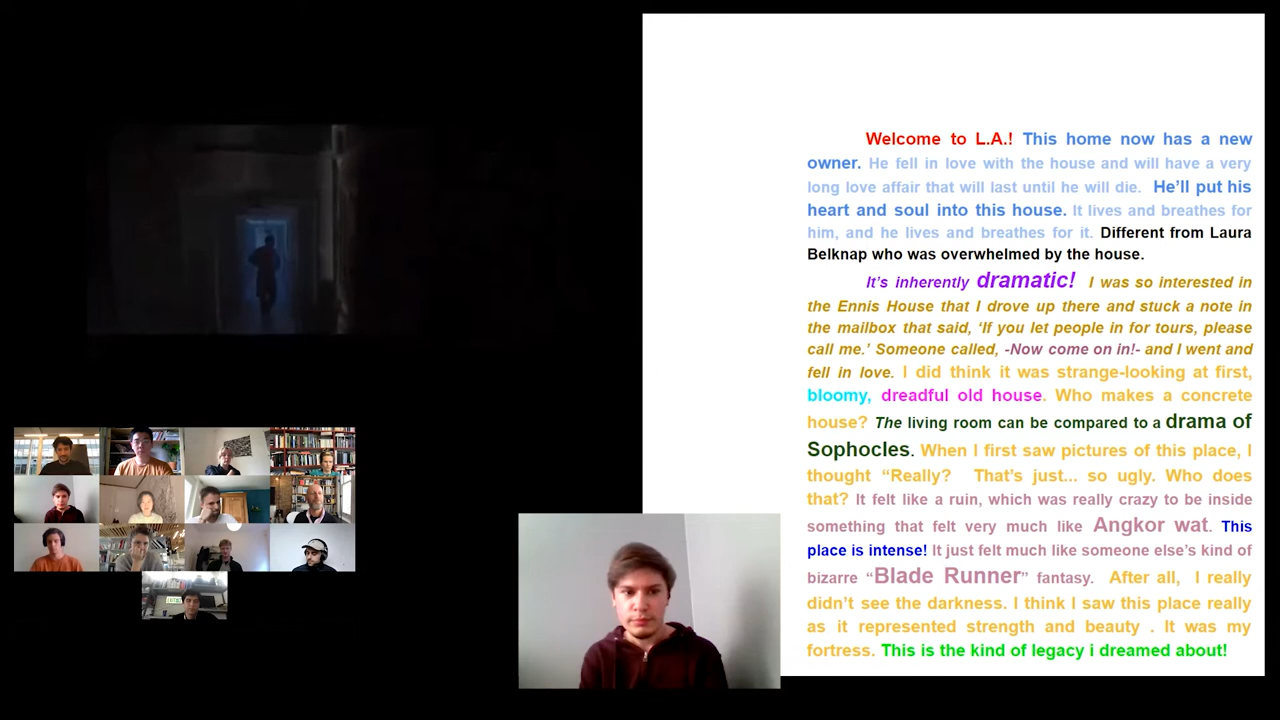 Welcome to L.A.! This home now has a new
owner. He fell in love with the house and will have a very
long love affair that will last until he will die. He’ll put his
heart and soul into this house. It lives and breathes for
him, and he lives and breathes for it. Different from Laura
Belknap who was overwhelmed by the house.
It’s inherently dramatic! I was so interested in
the Ennis House that I drove up there and stuck a note in
the mailbox that said, ‘If you let people in for tours, please
call me.’ Someone called, -Now come on in!- and I went and
fell in love. I did think it was strange-looking at first,
bloomy, dreadful old house. Who makes a concrete
house? The living room can be compared to a drama of
Sophocles. When I first saw pictures of this place, I
thought “Really? That’s just... so ugly. Who does
that? It felt like a ruin, which was really crazy to be inside
something that felt very much like Angkor wat. This
place is intense! It just felt much like someone else’s kind of
bizarre “Blade Runner” fantasy. After all, I really
didn’t see the darkness. I think I saw this place really
as it represented strength and beauty . It was my
fortress. This is the kind of legacy i dreamed about!